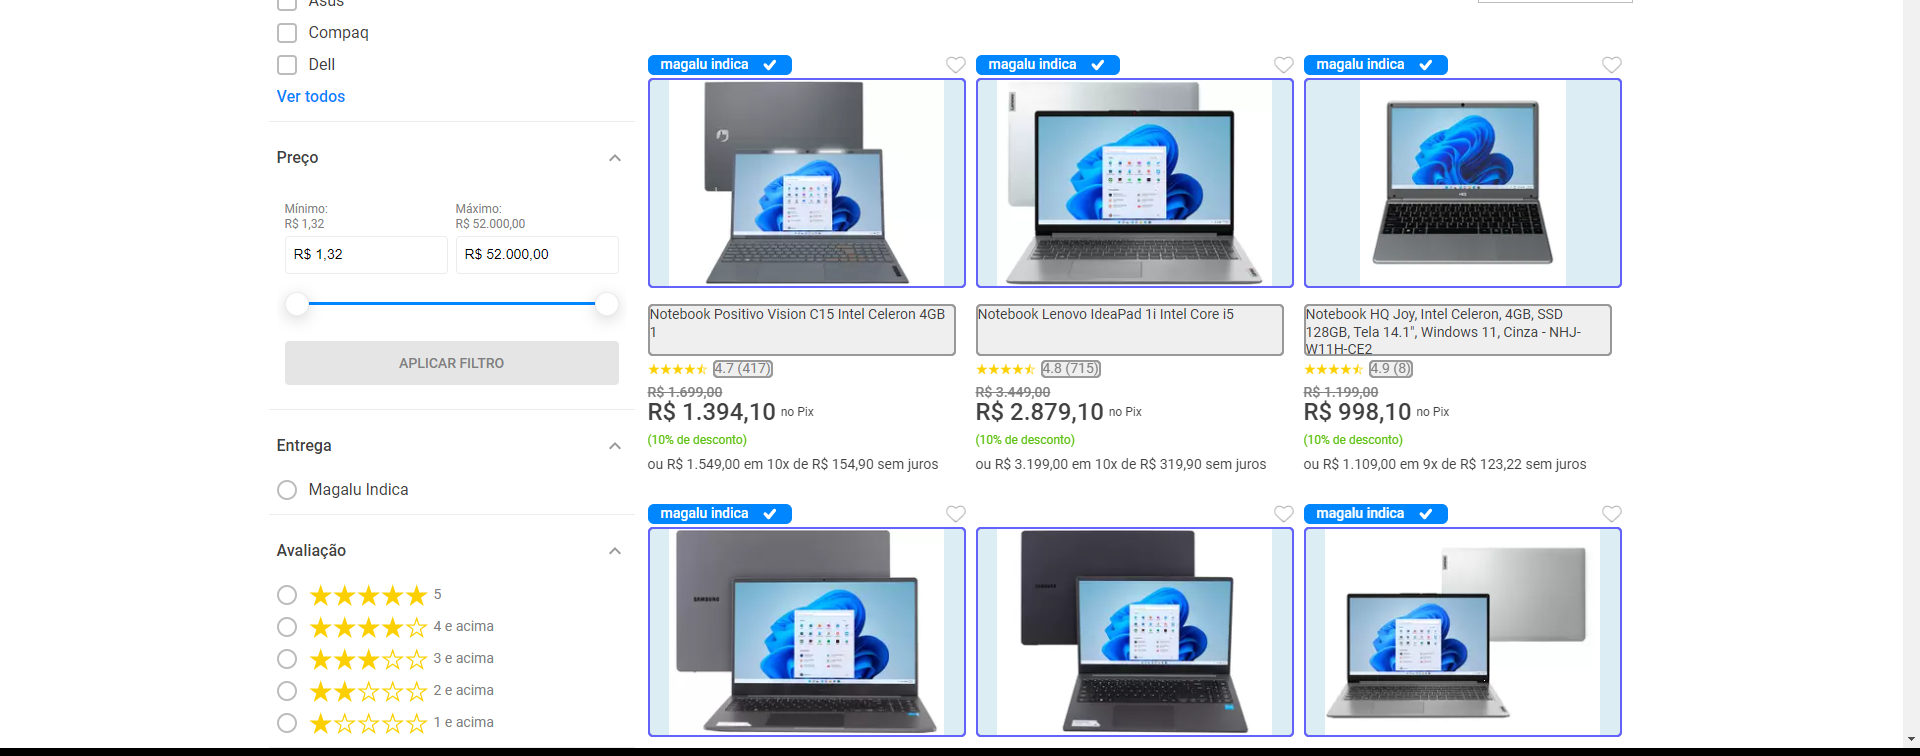 Asus
Compaq
Dell
Ver todos
Preço
Mínimo:
R$ 1,32
Máximo:
R$ 52.000,00
R$ 1,32
R$ 52.000,00
APLICAR FILTRO
Entrega
Magalu Indica
Avaliação
5
4 e acima
3 e acima
2 e acima
1 e acima
magalu indica
Notebook Positivo Vision C15 Intel Celeron 4GB
1
4.7 (417)
R$ 1.699,00
R$ 1.394,10 no Pix
(10% de desconto)
ou R$ 1.549,00 em 10x de R$ 154,90 sem juros
magalu indica
Lenovo
Notebook Lenovo IdeaPad 1i Intel Core i5
4.8 (715)
R$ 3.449,00
R$ 2.879,10 no Pix
(10% de desconto)
ou R$ 3.199,00 em 10x de R$ 319,90 sem juros
magalu indica
Notebook HQ Joy, Intel Celeron, 4GB, SSD
128GB, Tela 14.1", Windows 11, Cinza - NHJ-
W11H-CE2
4.9 (8)
R$ 1.199,00
R$ 998,10 no Pix
(10% de desconto)
ou R$ 1.109,00 em 9x de R$ 123,22 sem juros
magalu indica
SAMSUNG
SAMSUNG
magalu indica